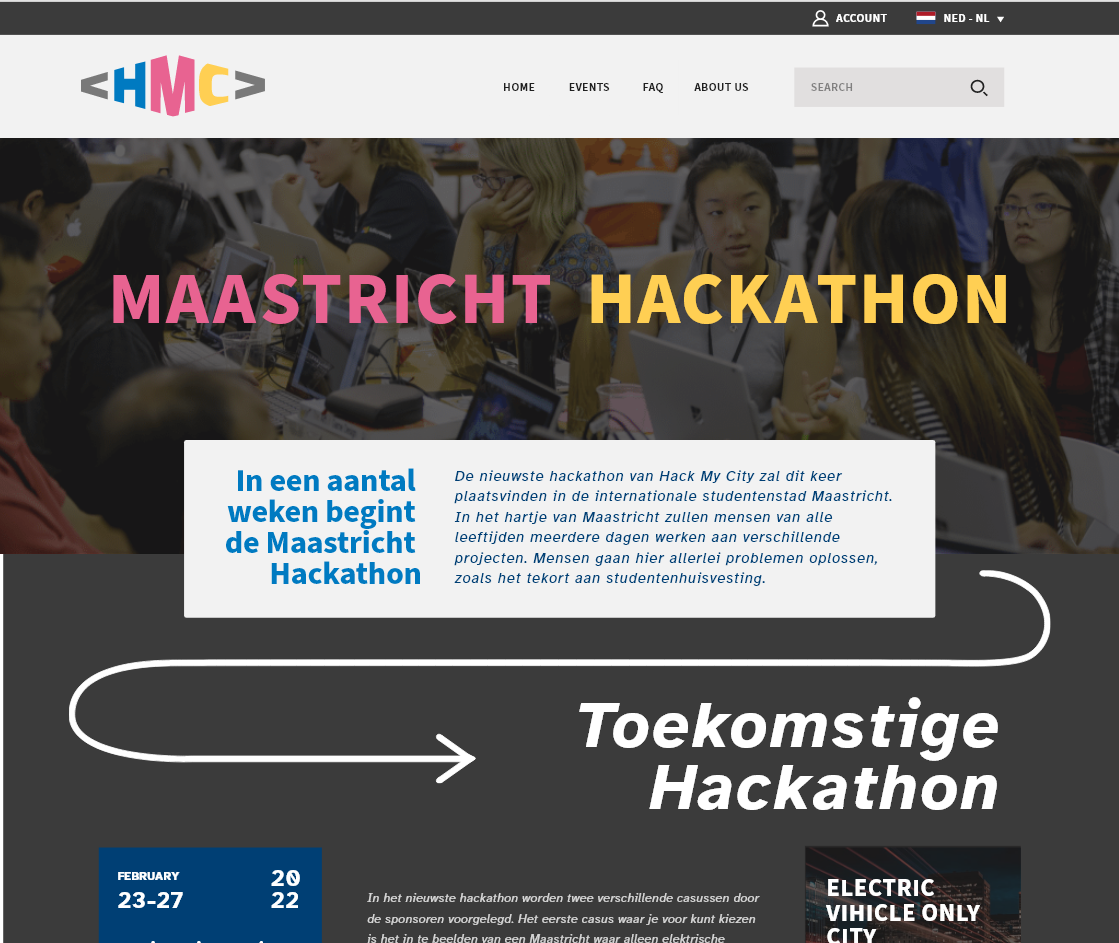 ACCOUNT
NED - NL
<HMC>
HOME
EVENTS
FAQ
ABOUT US
SEARCH
MAASTRICHT HACKATHON
In een aantal
weken begint
de Maastricht
Hackathon
De nieuwste hackathon van Hack My City zal dit keer
plaatsvinden in de internationale studentenstad Maastricht.
In het hartje van Maastricht zullen mensen van alle
leeftijden meerdere dagen werken aan verschillende
projecten. Mensen gaan hier allerlei problemen oplossen,
zoals het tekort aan studentenhuisvesting.
Toekomstige
Hackathon
FEBRUARY
23-27
20
22
In het nieuwste hackathon worden twee verschillende casussen door
de sponsoren voorgelegd. Het eerste casus waar je voor kunt kiezen
is het in te beelden van een Maastricht waar alleen elektrische
ELECTRIC
VIHICLE ONLY
CITY